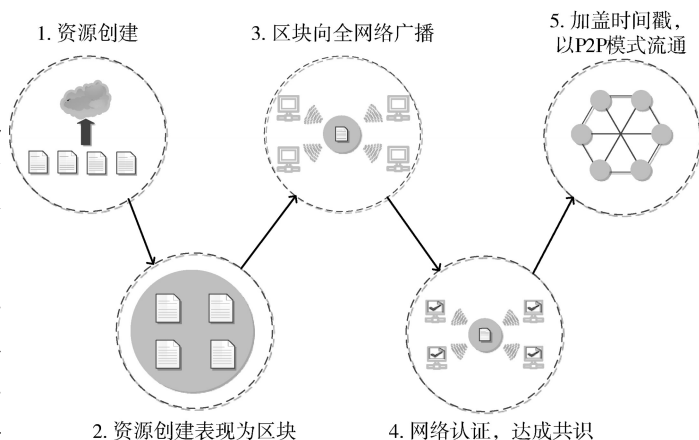 1. 资源创建
2. 资源创建表现为区块
3. 区块向全网络广播
4. 网络认证，达成共识
5. 加盖时间戳，
以P2P模式流通